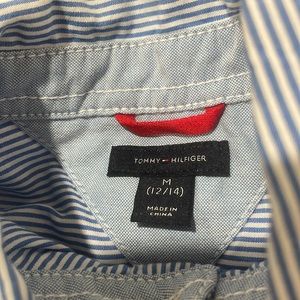 TOMMY HILFIGER
M
(12/14)
MADE IN
CHINA